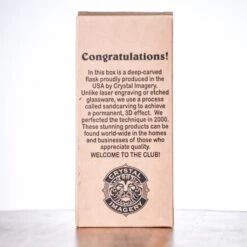 Congratulations!
In this box is a deep-carved
flask proudly produced in the
USA by Crystal Imagery.
Unlike laser engraving or etched
glassware, we use a process
called sandcarving to achieve
a permanent, 3D effect. We
perfected the technique in 2000.
These stunning products can be
found world-wide in the homes
and businesses of those who
appreciate quality.
WELCOME TO THE CLUB!
CRYSTAL
IMAGERY